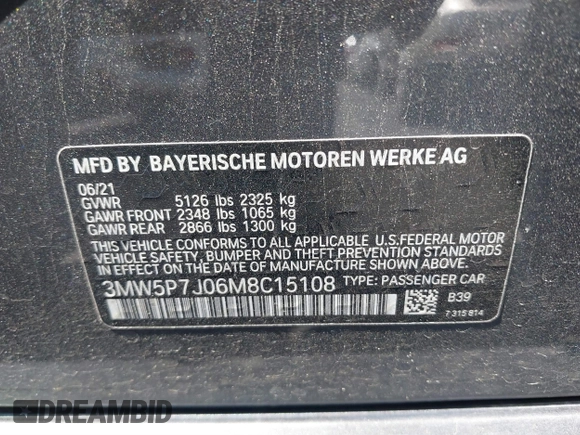 MFD BY BAYERISCHE MOTOREN WERKE AG
06/21
GVWR 5126 lbs 2325 kg
GAWR FRONT 2348 lbs 1065 kg
GAWR REAR 2866 lbs 1300 kg
THIS VEHICLE CONFORMS TO ALL APPLICABLE U.S.FEDERAL MOTOR
VEHICLE SAFETY, BUMPER AND THEFT PREVENTION STANDARDS
IN EFFECT ON THE DATE OF MANUFACTURE SHOWN ABOVE.
3MW5P7J06M8C15108 TYPE: PASSENGER CAR
B39
7 315 814
DREAMBID